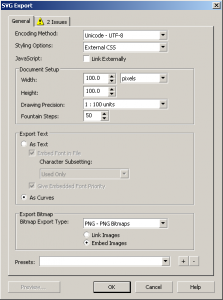 SVG Export
General 2 Issues
Encoding Method: Unicode - UTF-8
Styling Options: External CSS
JavaScript: Link Externally
Document Setup
Width: 100.0 pixels
Height: 100.0
Drawing Precision: 1 : 100 units
Fountain Steps: 50
Export Text
As Text
Embed Font in File
Character Subsetting:
Used Only
Give Embedded Font Priority
As Curves
Export Bitmap
Bitmap Export Type: PNG - PNG Bitmaps
Link Images
Embed Images
Presets: + -
Preview... OK Cancel Help